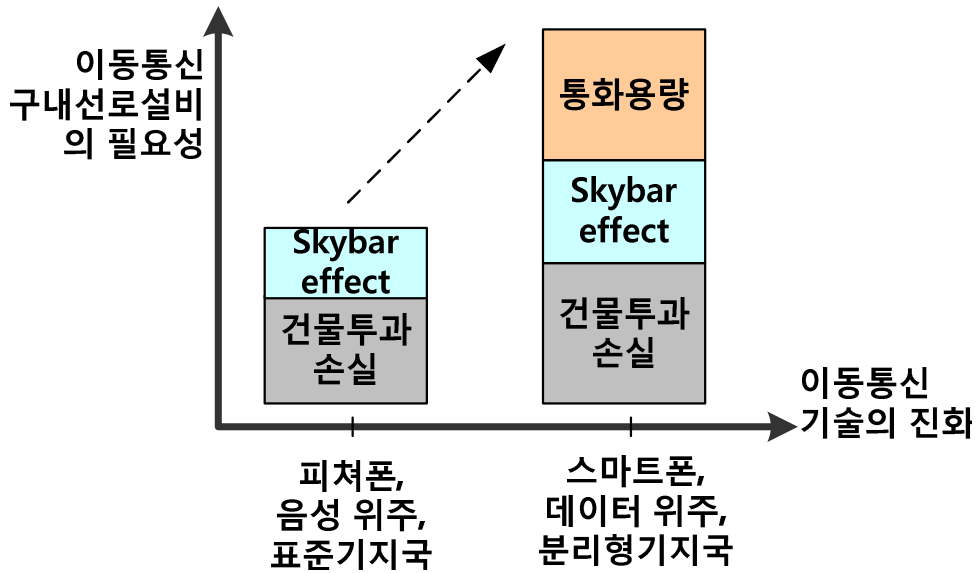 이동통신
구내선로설비
의 필요성
통화용량
Skybar
effect
건물투과
손실
Skybar
effect
건물투과
손실
이동통신
기술의 진화
피쳐폰,
음성 위주,
표준기지국
스마트폰,
데이터 위주,
분리형기지국